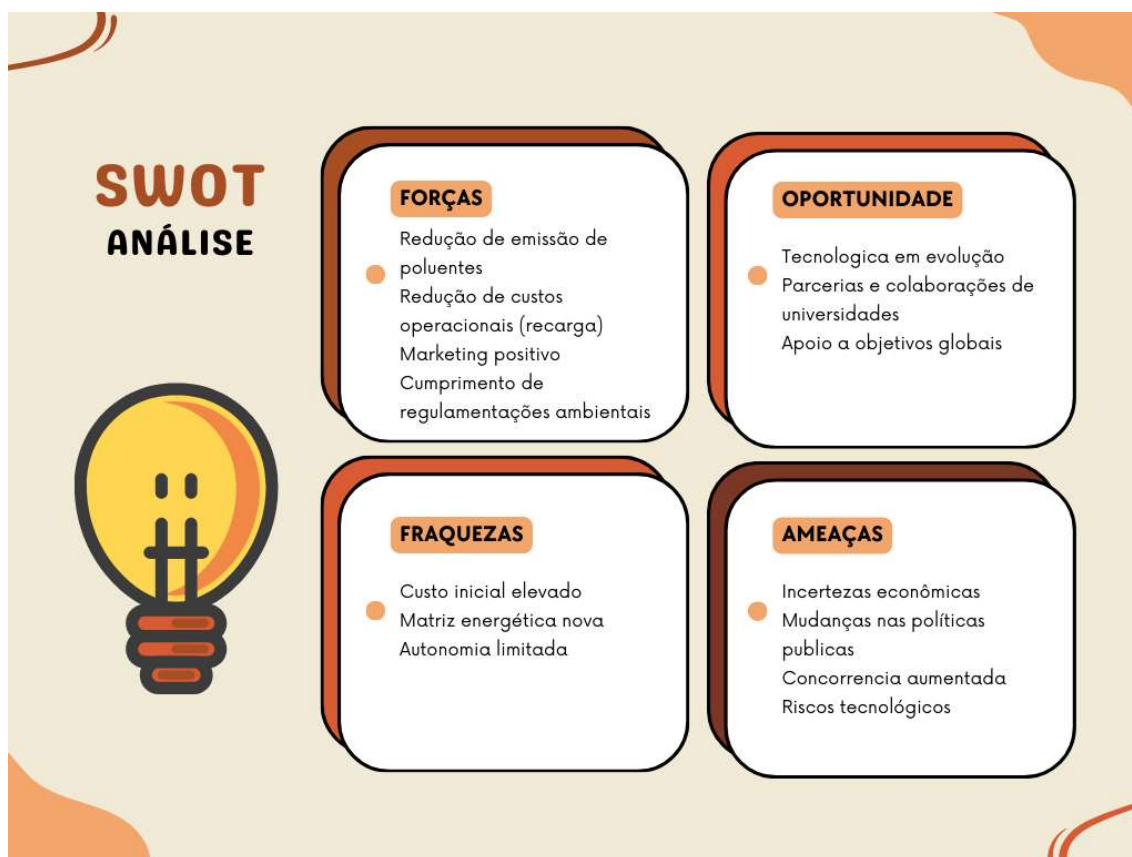 SWOT
ANÁLISE
FORÇAS
Redução de emissão de
poluentes
Redução de custos
operacionais (recarga)
Marketing positivo
Cumprimento de
regulamentações ambientais
OPORTUNIDADE
Tecnologica em evolução
Parcerias e colaborações de
universidades
Apoio a objetivos globais
FRAQUEZAS
Custo inicial elevado
Matriz energética nova
Autonomia limitada
AMEAÇAS
Incertezas econômicas
Mudanças nas políticas
publicas
Concorrencia aumentada
Riscos tecnológicos